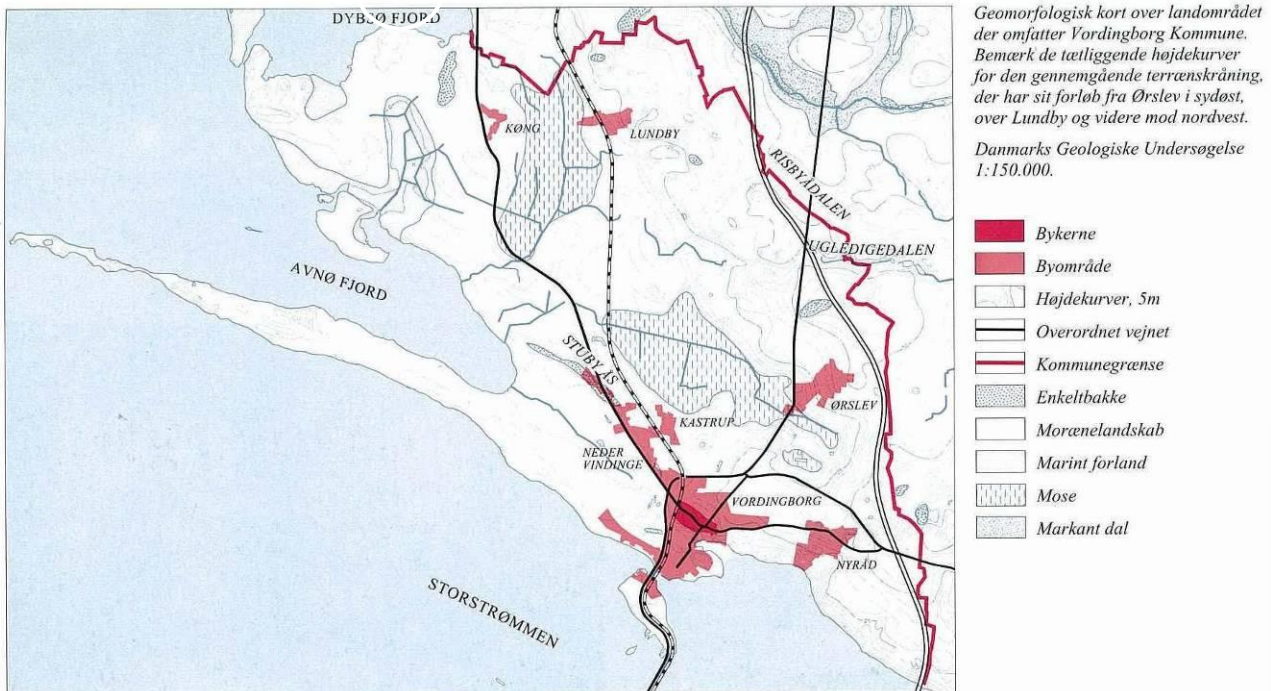 DYBSØ FJORD
KØNG
LUNDBY
RISBYÅDALEN
UGLEDIGEDALEN
AVNØ FJORD
STUBY ÅS
KASTRUP
ØRSLEV
NEDER
VINDINGE
VORDINGBORG
NYRÅD
STORSTRØMMEN
Geomorfologisk kort over landområdet
der omfatter Vordingborg Kommune.
Bemærk de tætliggende højdekurver
for den gennemgående terrænskråning,
der har sit forløb fra Ørslev i sydøst,
over Lundby og videre mod nordvest.
Danmarks Geologiske Undersøgelse
1:150.000.
Bykerne
Byområde
Højdekurver, 5m
Overordnet vejnet
Kommunegrænse
Enkeltbakke
Morænelandskab
Marint forland
Mose
Markant dal